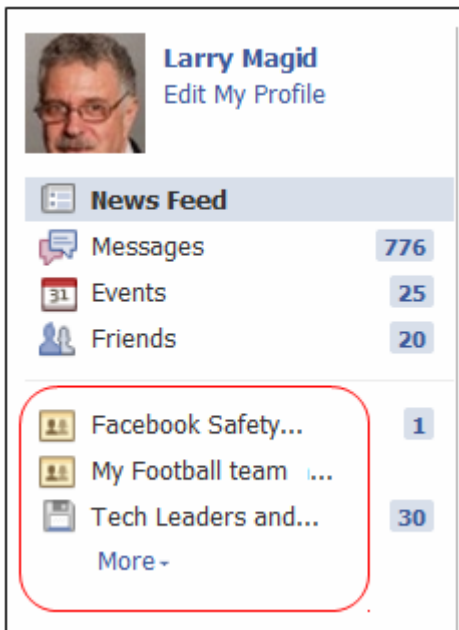 Larry Magid
Edit My Profile
News Feed
Messages 776
31 Events 25
Friends 20
Facebook Safety... 1
My Football team ...
Tech Leaders and... 30
More